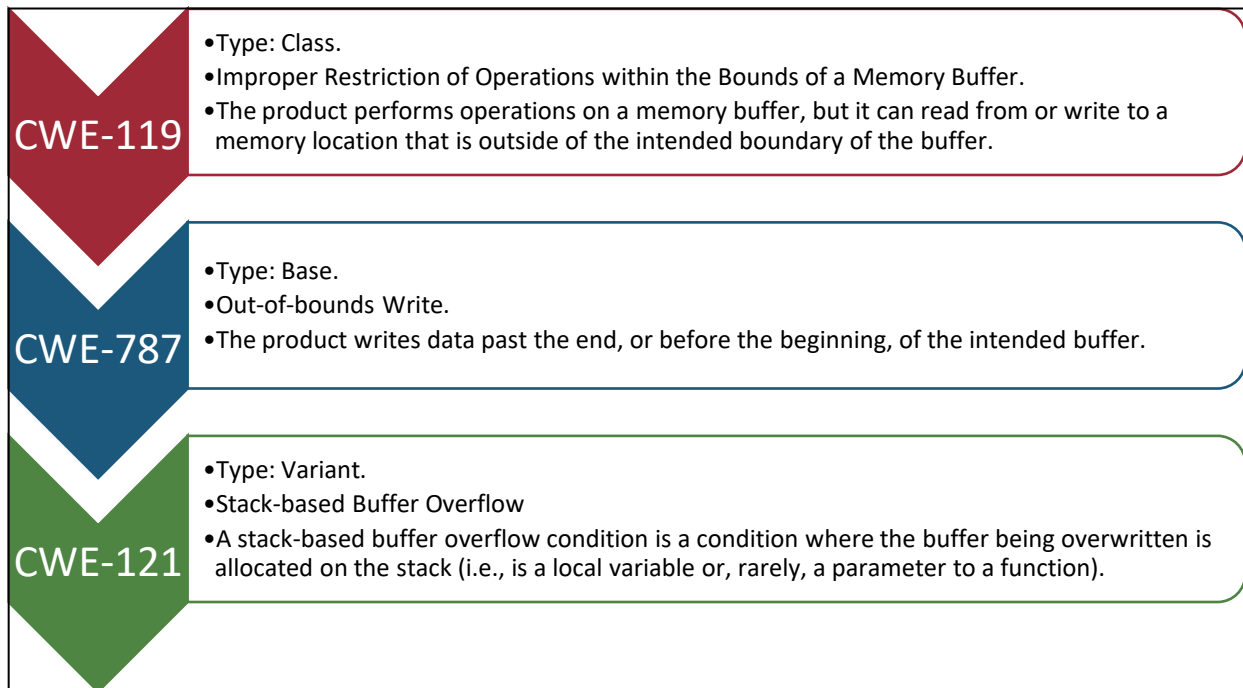 CWE-119
•Type: Class.
•Improper Restriction of Operations within the Bounds of a Memory Buffer.
•The product performs operations on a memory buffer, but it can read from or write to a
memory location that is outside of the intended boundary of the buffer.
CWE-787
•Type: Base.
•Out-of-bounds Write.
•The product writes data past the end, or before the beginning, of the intended buffer.
CWE-121
•Type: Variant.
•Stack-based Buffer Overflow
•A stack-based buffer overflow condition is a condition where the buffer being overwritten is
allocated on the stack (i.e., is a local variable or, rarely, a parameter to a function).